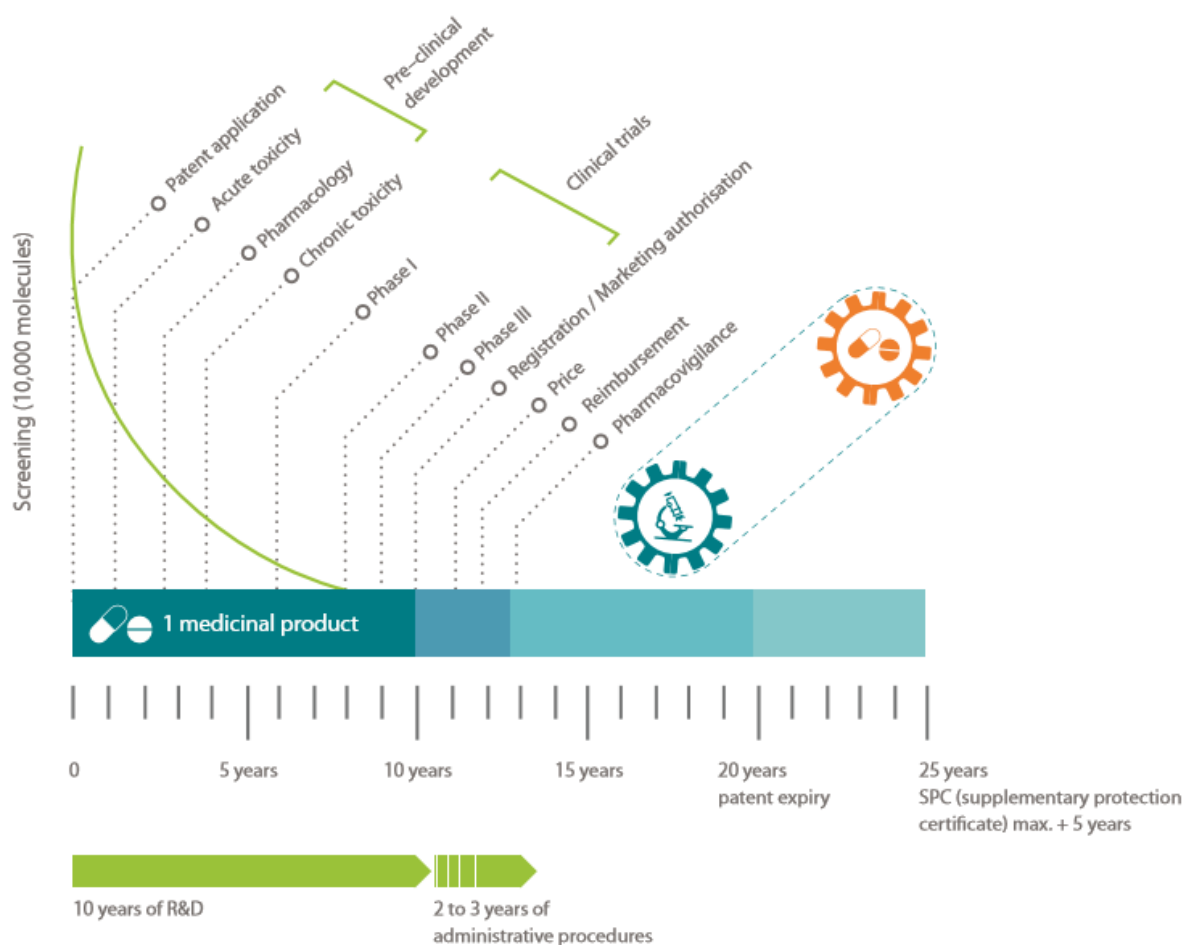 Screening (10,000 molecules)
Patent application
Acute toxicity
Pharmacology
Chronic toxicity
Pre–clinical
development
Phase I
Phase II
Phase III
Clinical trials
Registration / Marketing authorisation
Price
Reimbursement
Pharmacovigilance
1 medicinal product
0
5 years
10 years
15 years
20 years
patent expiry
25 years
SPC (supplementary protection
certificate) max. + 5 years
10 years of R&D
2 to 3 years of
administrative procedures